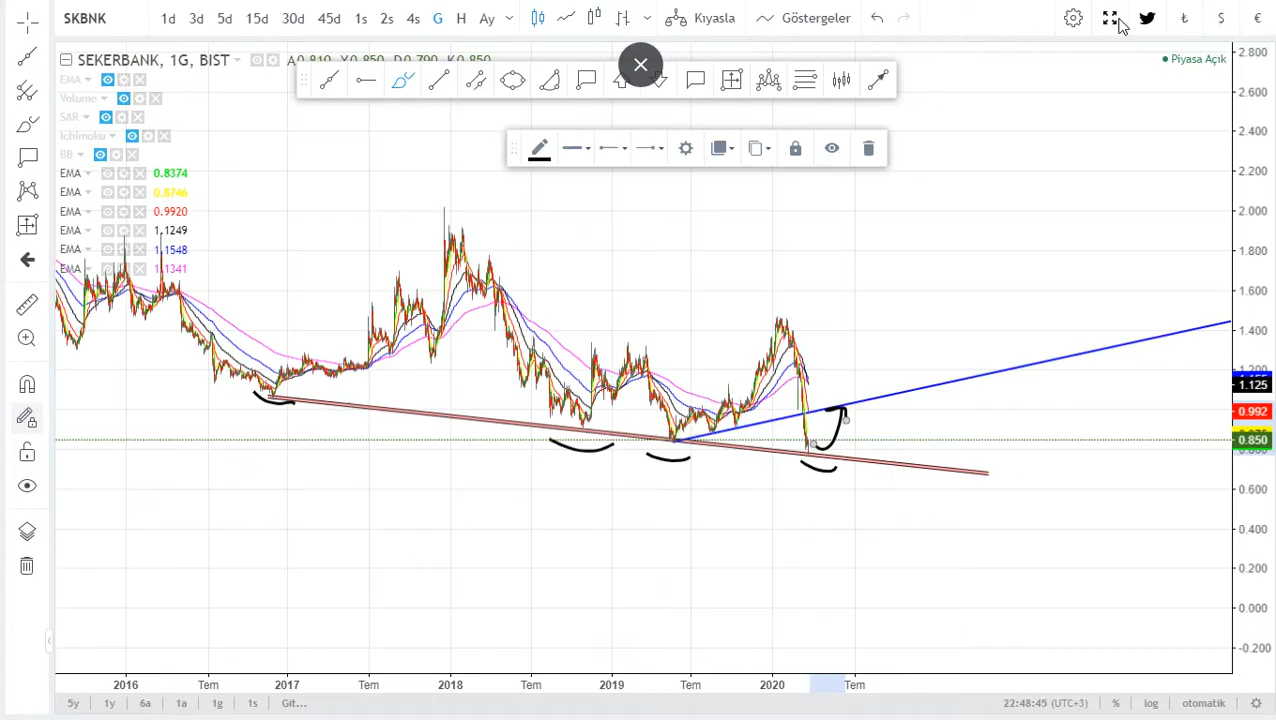 SKBNK 1d 3d 5d 15d 30d 45d 1s 2s 4s G H Ay Kıyasla Göstergeler ₺ $ €
SEKERBANK, 1G, BIST A0.810 Y0.850 D0.790 K0.850
Piyasa Açık
EMA
Volume
SAR
Ichimoku
BB
EMA 0.8374
EMA 0.8746
EMA 0.9920
EMA 1.1249
EMA 1.1548
EMA 1.1341
2.800
2.600
2.400
2.200
2.000
1.800
1.600
1.400
1.200
1.125
0.992
0.850
0.600
0.400
0.200
0.000
-0.200
2016 Tem 2017 Tem 2018 Tem 2019 Tem 2020 Tem
5y 1y 6a 1a 1g 1s Git... 22:48:45 (UTC+3) % log otomatik